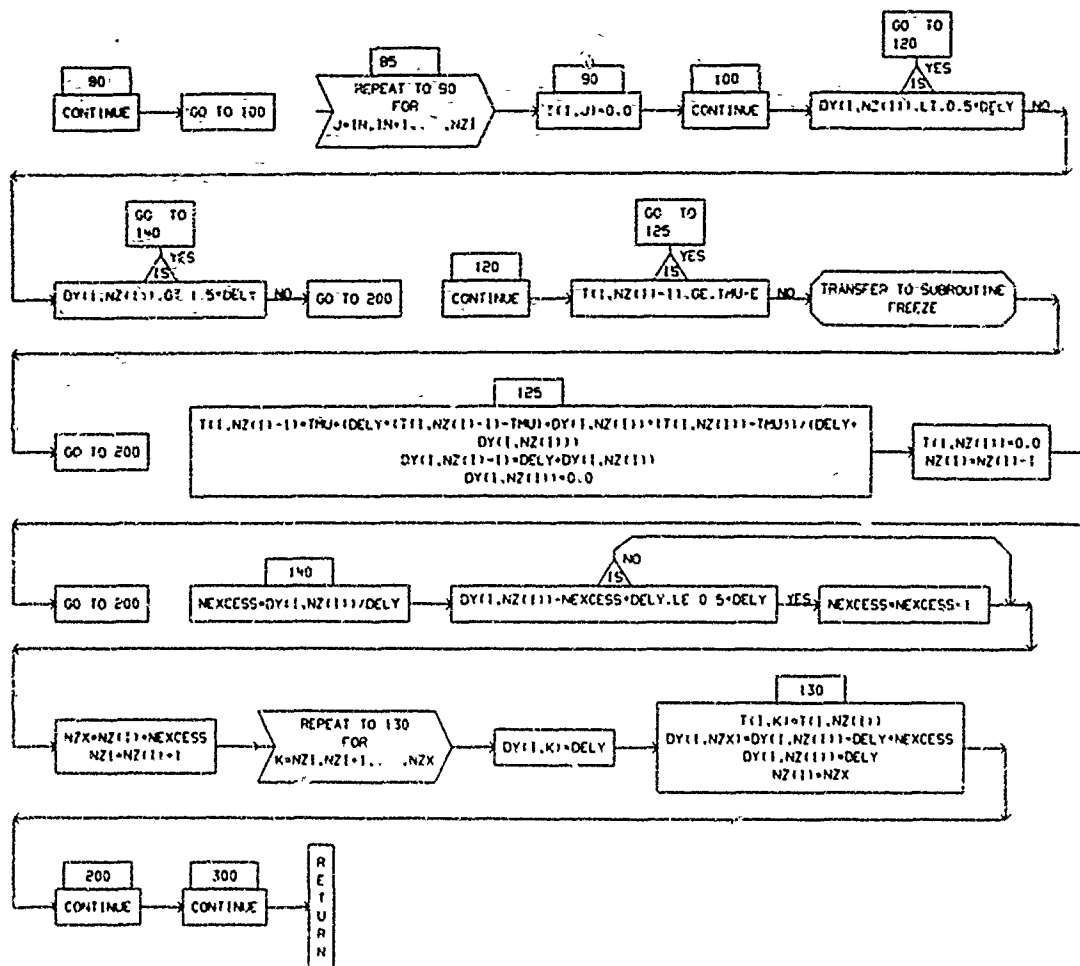 80
CONTINUE
GO TO 100
85
REPEAT TO 90
FOR
J=IN,IN+1,.. ,NZI
90
T(I,J)=0.0
100
CONTINUE
GO TO
120
YES
IS
DY(I,NZ(I)).LT.0.5*DELY
NO
GO TO
140
YES
IS
DY(I,NZ(I)).GE 1.5*DELY
NO
GO TO 200
120
CONTINUE
GO TO
125
YES
IS
T(I,NZ(I)-1).GE.TMU-E
NO
TRANSFER TO SUBROUTINE
FREEZE
GO TO 200
125
T(I,NZ(I)-1)=TMU+(DELY*(T(I,NZ(I)-1)-TMU)+DY(I,NZ(I))*(T(I,NZ(I))-TMU))/(DELY+
DY(I,NZ(I)))
DY(I,NZ(I)-1)=DELY+DY(I,NZ(I))
DY(I,NZ(I))=0.0
T(I,NZ(I))=0.0
NZ(I)=NZ(I)-1
GO TO 200
140
NEXCESS=DY(I,NZ(I))/DELY
NO
IS
DY(I,NZ(I))-NEXCESS*DELY.LE 0.5*DELY
YES
NEXCESS=NEXCESS-1
NZX=NZ(I)+NEXCESS
NZI=NZ(I)+1
REPEAT TO 130
FOR
K=NZI,NZI+1,.. ,NZX
DY(I,K)=DELY
130
T(I,K)=T(I,NZ(I))
DY(I,NZX)=DY(I,NZ(I))-DELY*NEXCESS
DY(I,NZ(I))=DELY
NZ(I)=NZX
200
CONTINUE
300
CONTINUE
RETURN